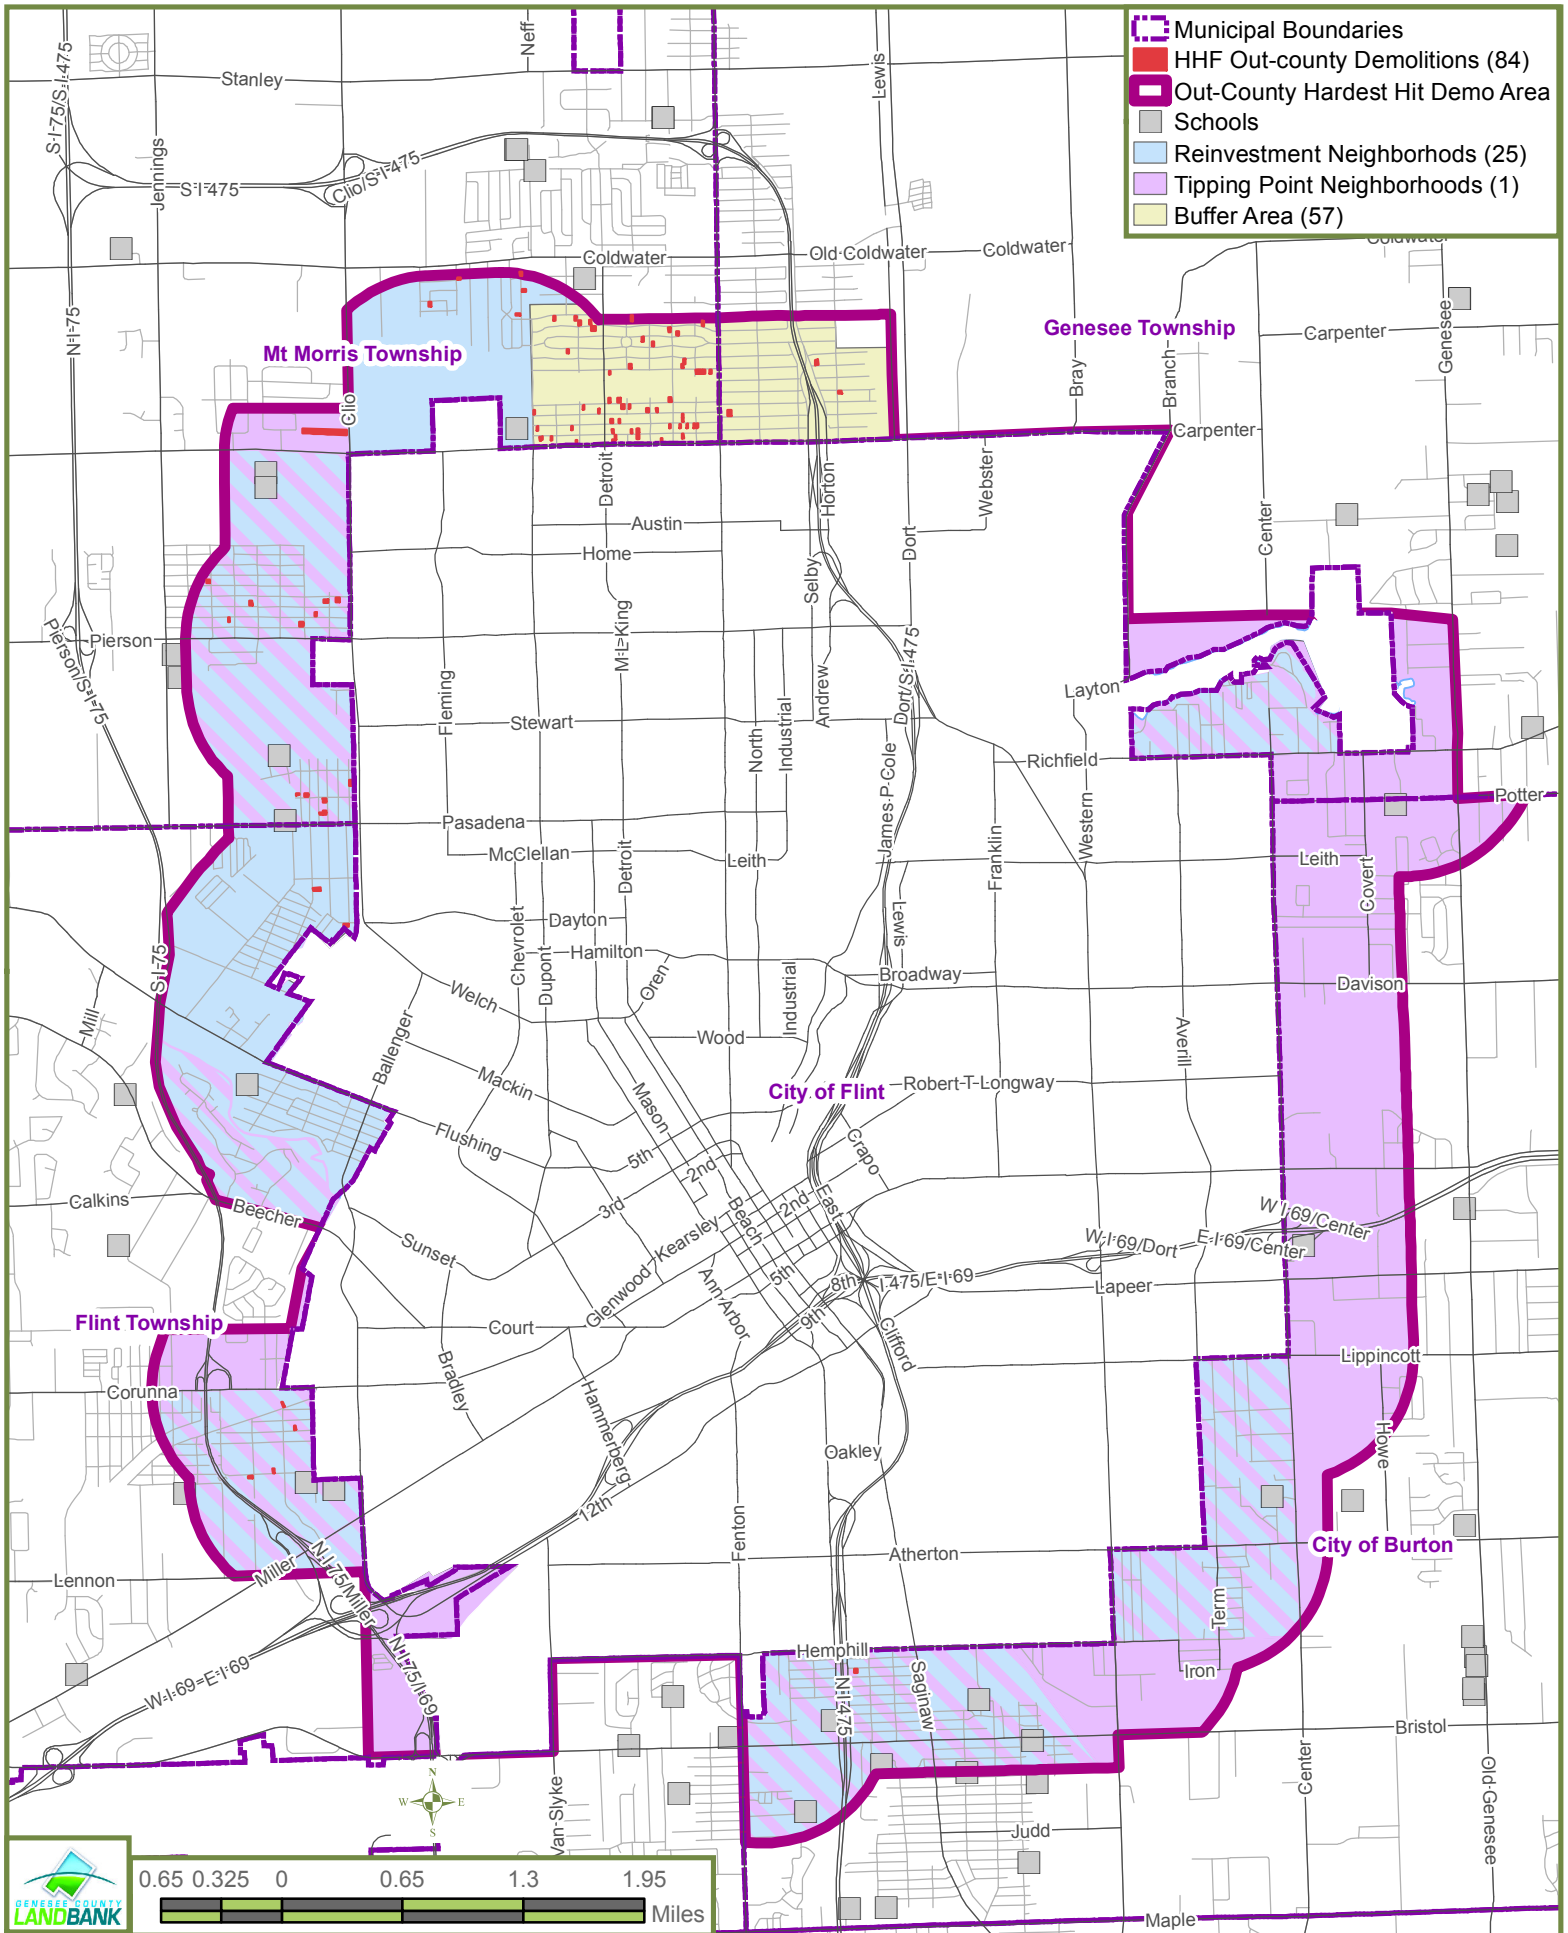 Municipal Boundaries
HHF Out-county Demolitions (84)
Out-County Hardest Hit Demo Area
Schools
Reinvestment Neighborhods (25)
Tipping Point Neighborhoods (1)
Buffer Area (57)
Neff
Lewis
S-I-75/S-I-475
Stanley
Jennings
S-I-475
Clio/S-I-475
Coldwater
Old-Coldwater
Coldwater
N-I-75
Genesee Township
Carpenter
Genesee
Mt Morris Township
Bray
Branch
Clio
Carpenter
Detroit
Horton
Webster
Center
Austin
Home
Dort
Selby
Pierson
Pierson/S-I-75
M-L-King
Dort/S-I-475
Layton
Fleming
Stewart
North
Industrial
Andrew
James-P-Cole
Richfield
Western
Potter
Pasadena
McClellan
Detroit
Leith
Franklin
Leith
Covert
Chevrolet
Dayton
Lewis
S-I-75
Dupont
Hamilton
Oren
Broadway
Davison
Mill
Welch
Industrial
Wood
Averill
Ballenger
Mackin
Mason
City of Flint
Robert-T-Longway
Flushing
5th
2nd
Crapo
Calkins
Beecher
3rd
Beach
2nd
East
Sunset
Kearsley
W-I-69/Center
W-I-69/Dort
E-I-69/Center
Glenwood
Ann-Arbor
5th
8th
I-475/E-I-69
Lapeer
Flint Township
Court
9th
Clifford
Lippincott
Corunna
Bradley
Hammerberg
Howe
Oakley
12th
Fenton
Atherton
City of Burton
Lennon
Miller
N-I-75/Miller
Term
Hemphill
Iron
W-I-69-E-I-69
N-I-75/I-69
N-I-475
Saginaw
Bristol
Center
Old-Genesee
N
W
E
S
Van-Slyke
Judd
Maple
0.65 0.325 0 0.65 1.3 1.95
Miles
GENESEE COUNTY
LANDBANK